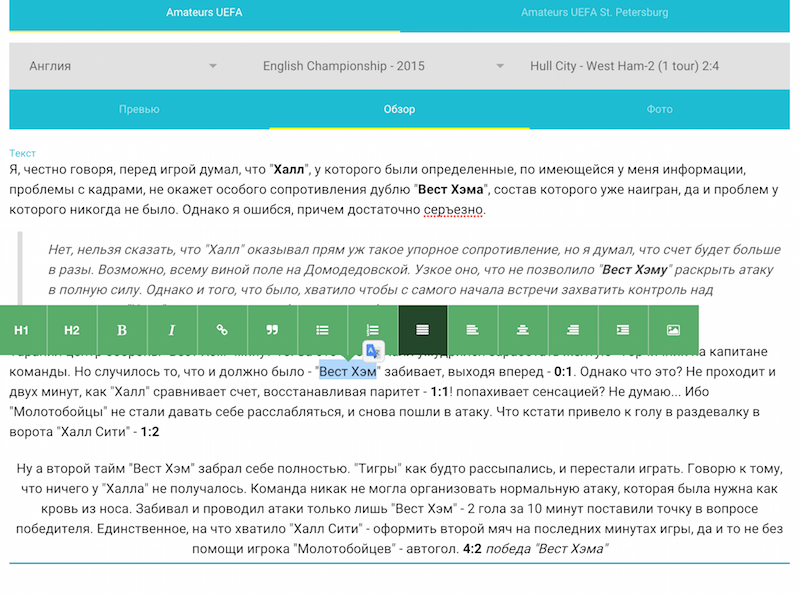 Amateurs UEFA
Amateurs UEFA St. Petersburg
Англия
English Championship - 2015
Hull City - West Ham-2 (1 tour) 2:4
Превью
Обзор
Фото
Текст
Я, честно говоря, перед игрой думал, что "Халл", у которого были определенные, по имеющейся у меня информации,
проблемы с кадрами, не окажет особого сопротивления дублю "Вест Хэма", состав которого уже наигран, да и проблем у
которого никогда не было. Однако я ошибся, причем достаточно серъезно.
Нет, нельзя сказать, что "Халл" оказывал прям уж такое упорное сопротивление, но я думал, что счет будет больше
в разы. Возможно, всему виной поле на Домодедовской. Узкое оно, что не позволило "Вест Хэму" раскрыть атаку
в полную силу. Однако и того, что было, хватило чтобы с самого начала встречи захватить контроль над
H1
H2
B
I
капитане
команды. Но случилось то, что и должно было - "Вест Хэм" забивает, выходя вперед - 0:1. Однако что это? Не проходит и
двух минут, как "Халл" сравнивает счет, восстанавливая паритет - 1:1! попахивает сенсацией? Не думаю... Ибо
"Молотобойцы" не стали давать себе расслабляться, и снова пошли в атаку. Что кстати привело к голу в раздевалку в
ворота "Халл Сити" - 1:2
Ну а второй тайм "Вест Хэм" забрал себе полностью. "Тигры" как будто рассыпались, и перестали играть. Говорю к тому,
что ничего у "Халла" не получалось. Команда никак не могла организовать нормальную атаку, которая была нужна как
кровь из носа. Забивал и проводил атаки только лишь "Вест Хэм" - 2 гола за 10 минут поставили точку в вопросе
победителя. Единственное, на что хватило "Халл Сити" - оформить второй мяч на последних минутах игры, да и то не без
помощи игрока "Молотобойцев" - автогол. 4:2 победа "Вест Хэма"